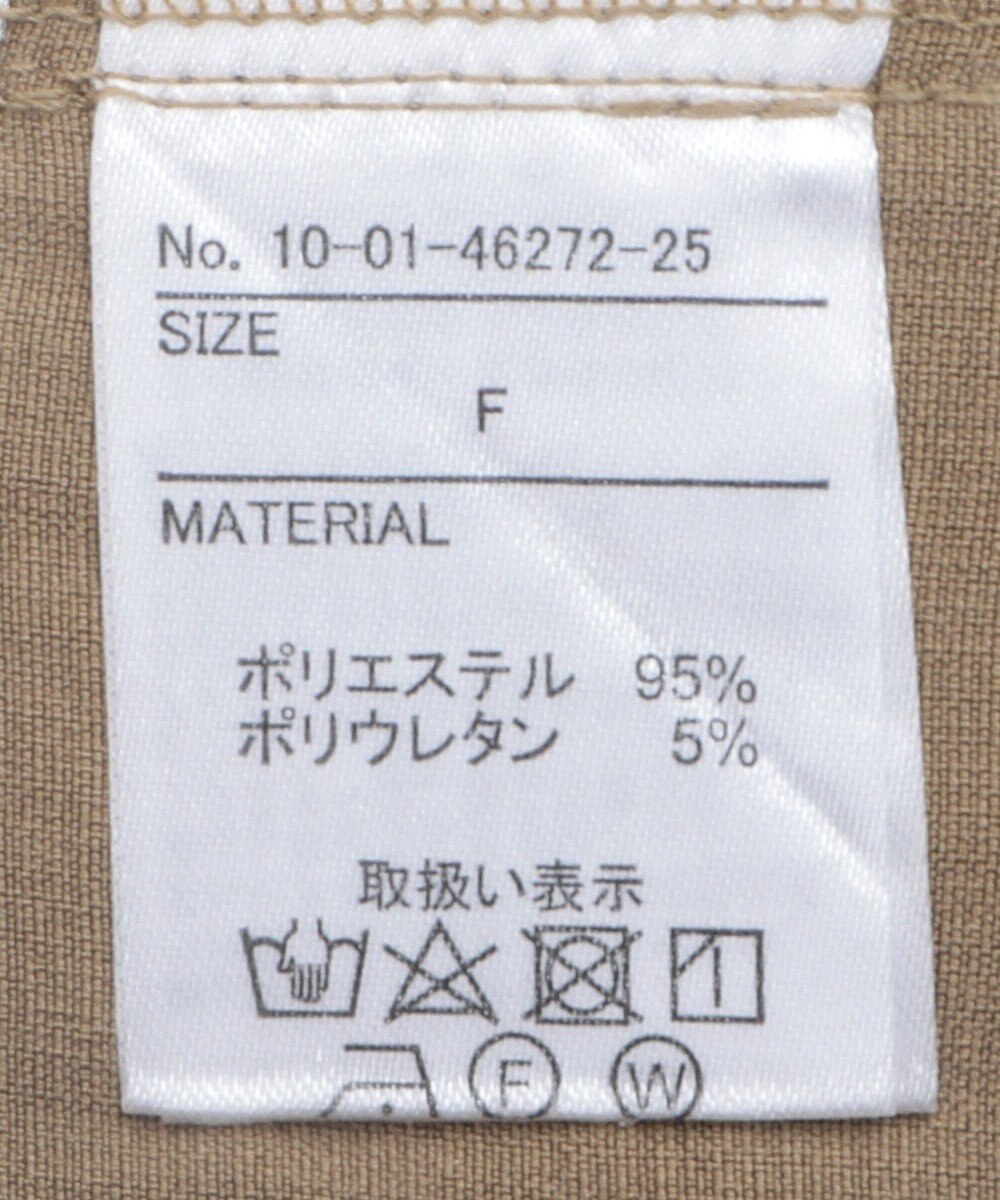 No. 10-01-46272-25
SIZE
F
MATERIAL
ポリエステル 95%
ポリウレタン 5%
取扱い表示
F W